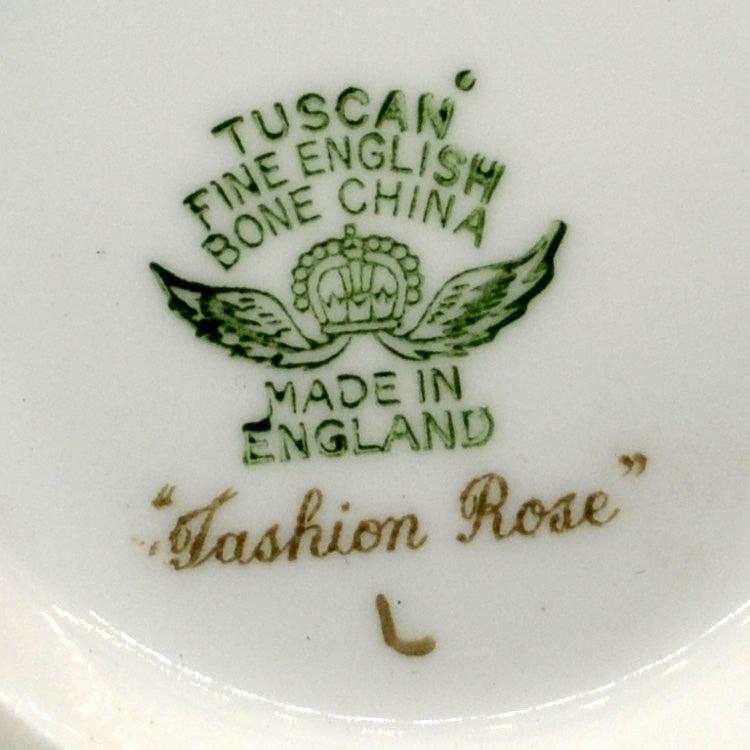 TUSCAN
FINE ENGLISH
BONE CHINA
MADE IN
ENGLAND
“Fashion Rose”
L